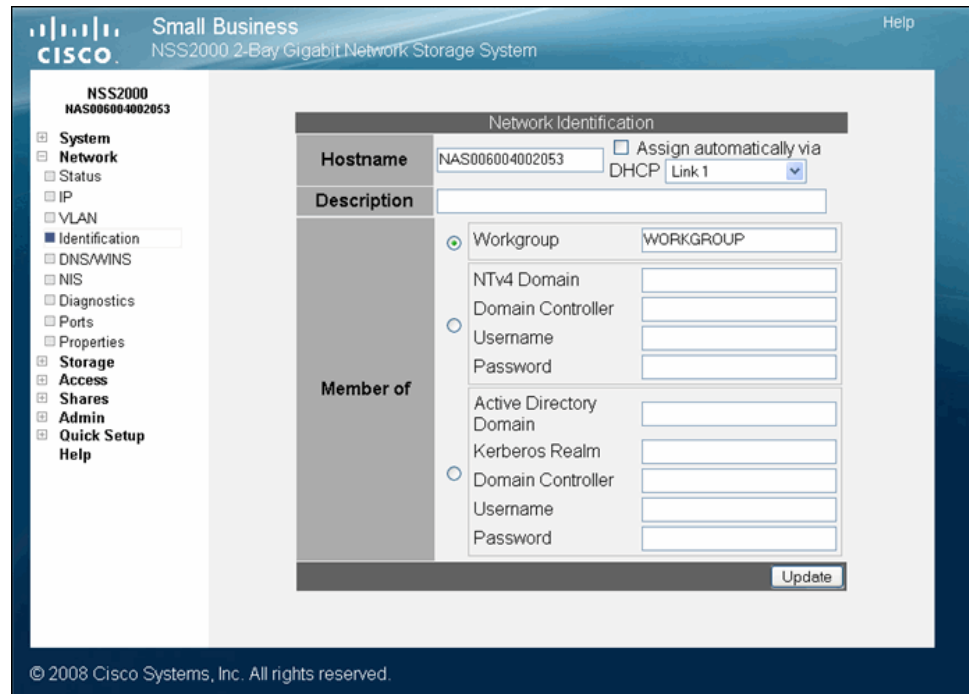 CISCO.
Small Business
NSS2000 2-Bay Gigabit Network Storage System
Help
NSS2000
NAS006004002053
System
Network
Status
IP
VLAN
Identification
DNS/WINS
NIS
Diagnostics
Ports
Properties
Storage
Access
Shares
Admin
Quick Setup
Help
Network Identification
Hostname
NAS006004002053
Assign automatically via
DHCP Link 1
Description
Member of
Workgroup WORKGROUP
NTv4 Domain
Domain Controller
Username
Password
Active Directory
Domain
Kerberos Realm
Domain Controller
Username
Password
Update
© 2008 Cisco Systems, Inc. All rights reserved.